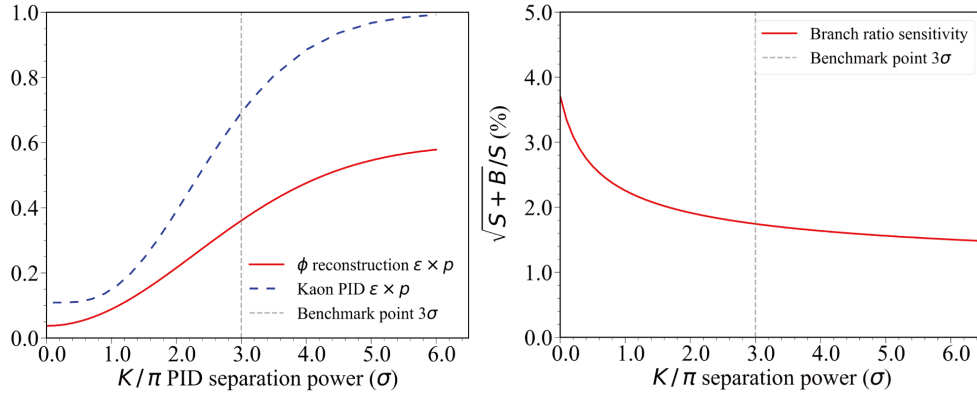 1.0
0.8
0.6
0.4
0.2
0.0
ϕ reconstruction ε × p
Kaon PID ε × p
Benchmark point 3σ
0.0 1.0 2.0 3.0 4.0 5.0 6.0
K/π PID separation power (σ)
5.0
4.0
3.0
2.0
1.0
0.0
√S + B/S (%)
Branch ratio sensitivity
Benchmark point 3σ
0.0 1.0 2.0 3.0 4.0 5.0 6.0
K/π separation power (σ)